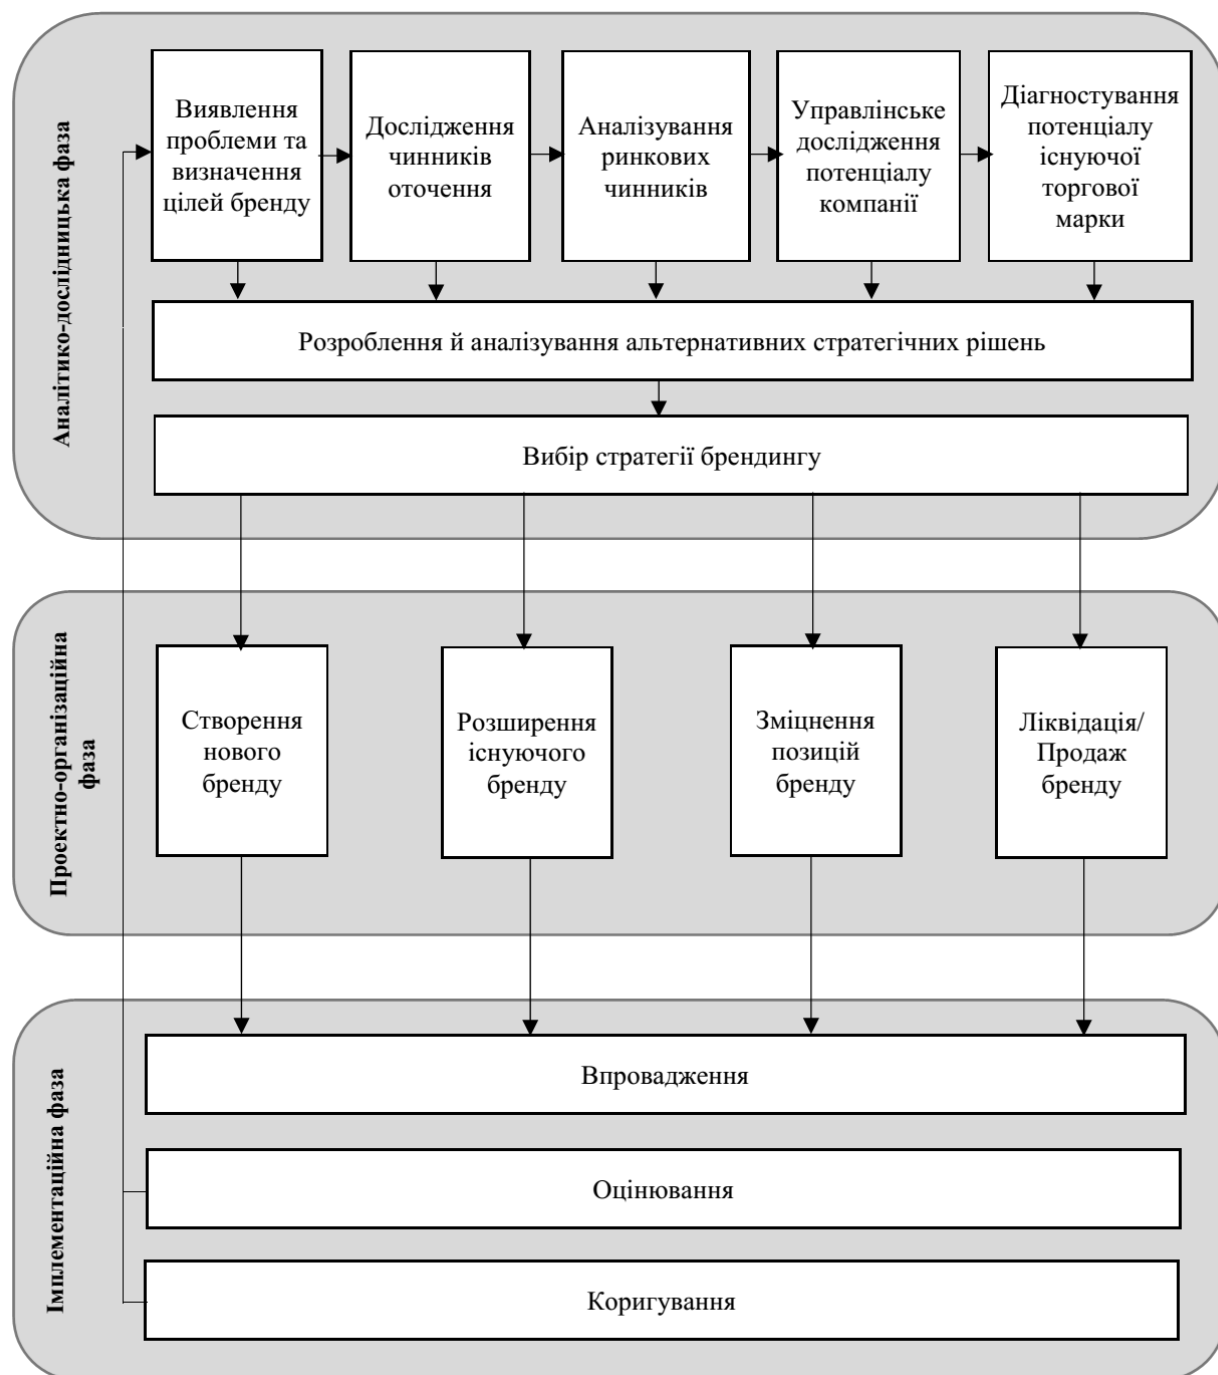 Аналітико-дослідницька фаза
Виявлення
проблеми та
визначення
цілей бренду
Дослідження
чинників
оточення
Аналізування
ринкових
чинників
Управлінське
дослідження
потенціалу
компанії
Діагностування
потенціалу
існуючої
торгової
марки
Розроблення й аналізування альтернативних стратегічних рішень
Вибір стратегії брендингу
Проектно-організаційна
фаза
Створення
нового
бренду
Розширення
існуючого
бренду
Зміцнення
позицій
бренду
Ліквідація/
Продаж
бренду
Імплементаційна фаза
Впровадження
Оцінювання
Коригування